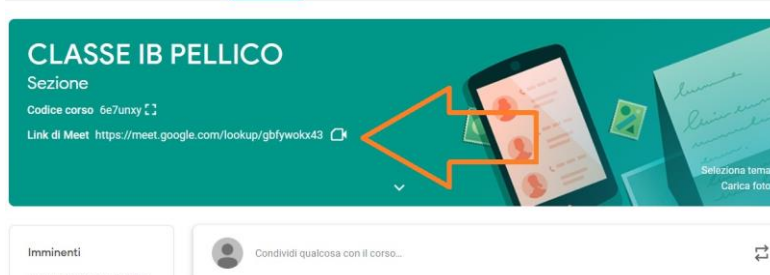 CLASSE IB PELLICO
Sezione
Codice corso 6e7unxy
Link di Meet https://meet.google.com/lookup/gbfywokx43
Seleziona tema
Carica foto
Imminenti
Condividi qualcosa con il corso...